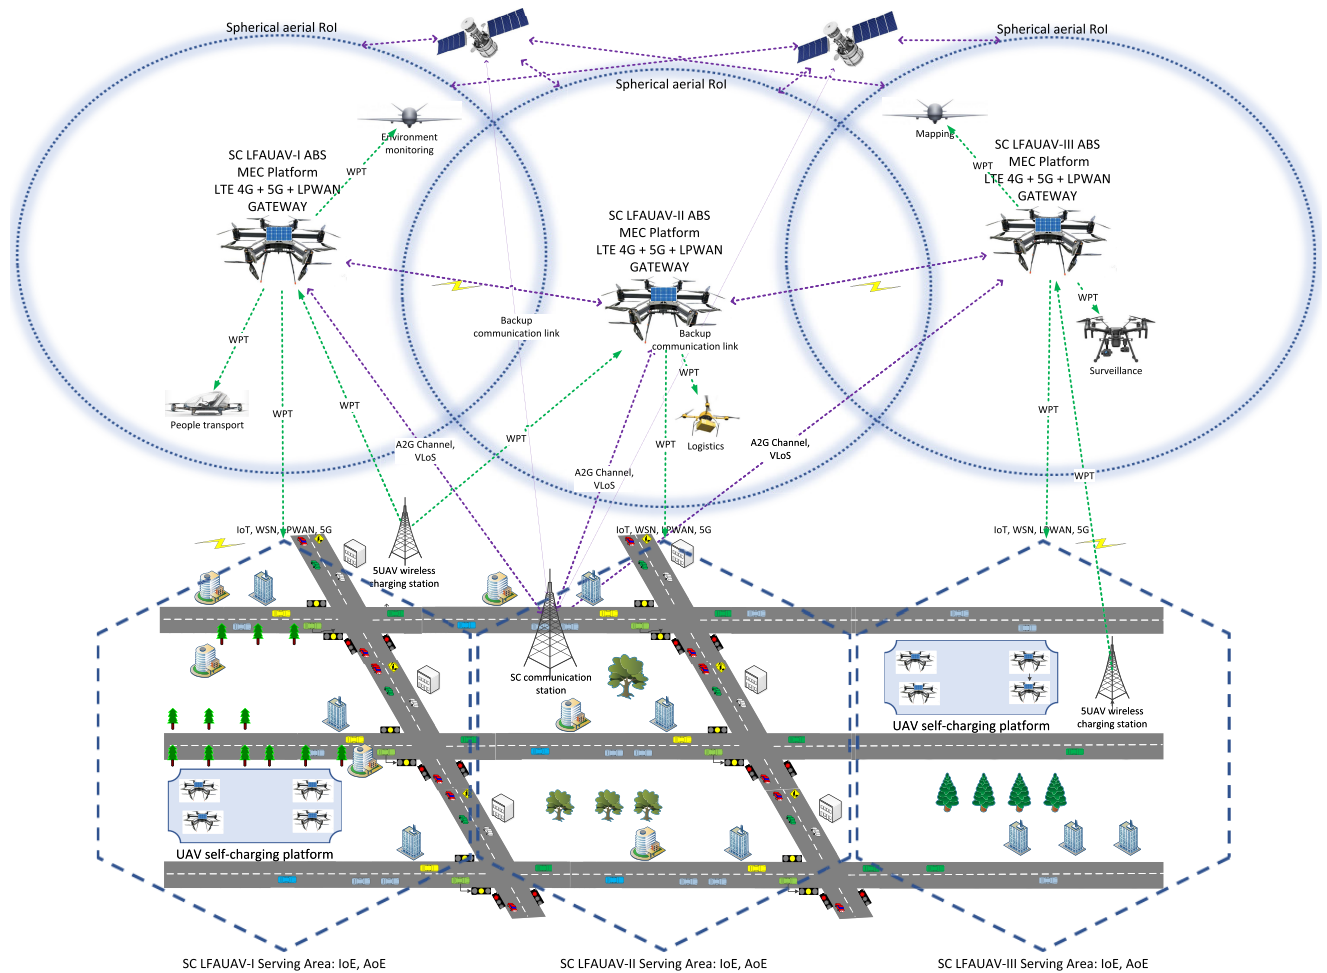 Spherical aerial RoI
Spherical aerial RoI
Spherical aerial RoI
Environment
monitoring
Mapping
SC LFAUAV-I ABS
MEC Platform
LTE 4G + 5G + LPWAN
GATEWAY
WPT
SC LFAUAV-III ABS
MEC Platform
LTE 4G + 5G + LPWAN
GATEWAY
WPT
SC LFAUAV-II ABS
MEC Platform
LTE 4G + 5G + LPWAN
GATEWAY
WPT
Backup
communication link
Backup
communication link
WPT
Surveillance
WPT
People transport
WPT
WPT
WPT
WPT
Logistics
WPT
WPT
A2G Channel,
VLoS
A2G Channel,
VLoS
A2G Channel,
VLoS
WPT
IoT, WSN, LPWAN, 5G
IoT, WSN, LPWAN, 5G
IoT, WSN, LPWAN, 5G
5UAV wireless
charging station
SC communication
station
5UAV wireless
charging station
UAV self-charging platform
UAV self-charging platform
SC LFAUAV-I Serving Area: IoE, AoE
SC LFAUAV-II Serving Area: IoE, AoE
SC LFAUAV-III Serving Area: IoE, AoE